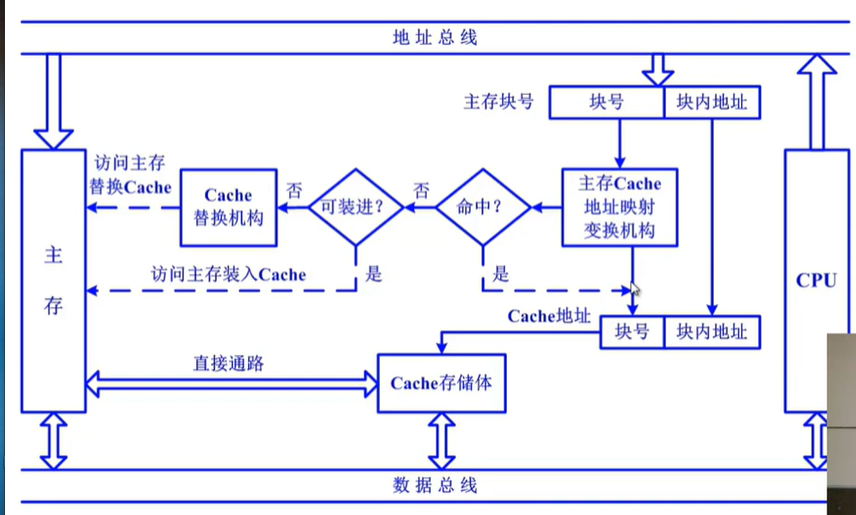 地址总线
主存块号
块号
块内地址
访问主存
替换Cache
Cache
替换机构
否
可装进?
否
命中?
主存Cache
地址映射
变换机构
主
存
访问主存装入Cache
是
是
CPU
Cache地址
块号
块内地址
直接通路
Cache存储体
数据总线